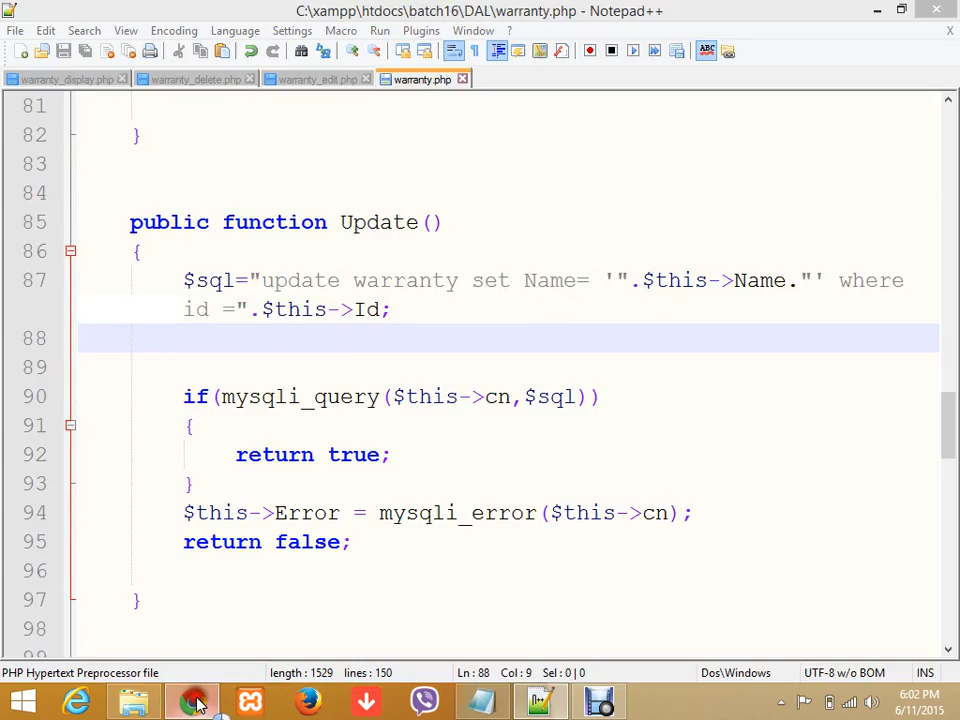 C:\xampp\htdocs\batch16\DAL\warranty.php - Notepad++
File Edit Search View Encoding Language Settings Macro Run Plugins Window ? X
ABC
warranty_display.php warranty_delete.php warranty_edit.php warranty.php
81
82 }
83
84
85 public function Update()
86 {
87 $sql="update warranty set Name= '".$this->Name."' where
id =".$this->Id;
88
89
90 if(mysqli_query($this->cn,$sql))
91 {
92 return true;
93 }
94 $this->Error = mysqli_error($this->cn);
95 return false;
96
97 }
98
99
PHP Hypertext Preprocessor file length : 1529 lines : 150 Ln : 88 Col : 9 Sel : 0 | 0 Dos\Windows UTF-8 w/o BOM INS
6:02 PM
6/11/2015